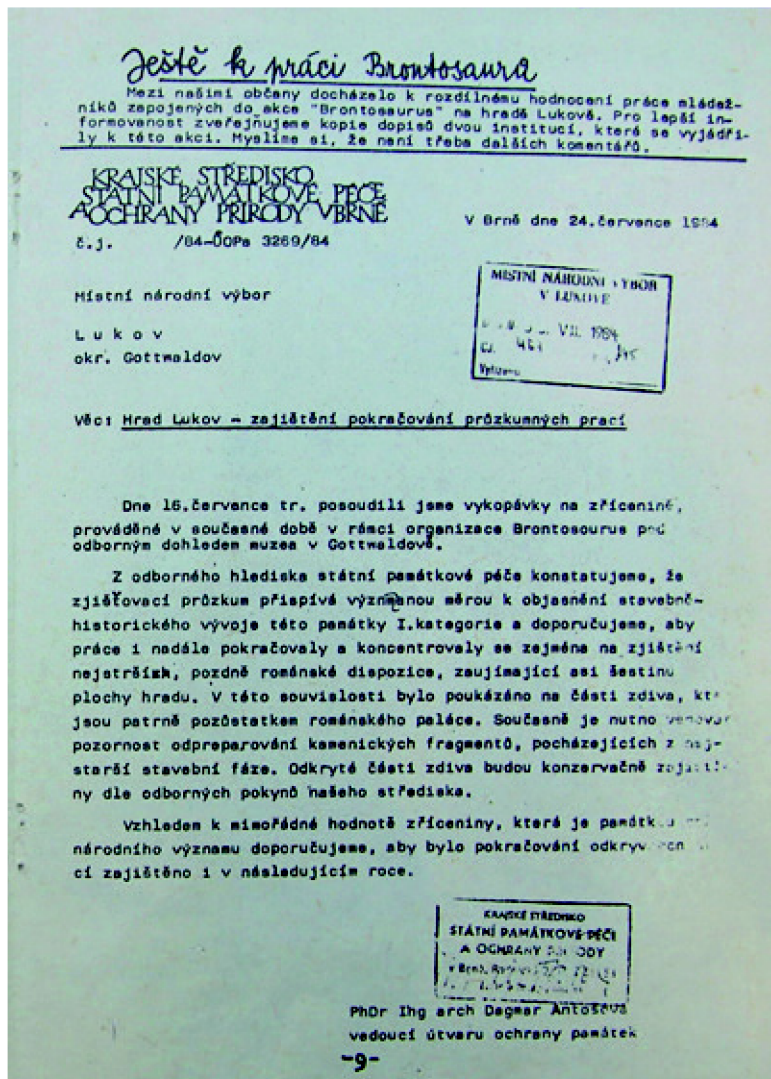 Ještě k práci Brontosaura
Mezi našimi občany docházelo k rozdílnému hodnocení práce mládež-
níků zapojených do akce "Brontosaurus" na hradě Lukově. Pro lepší in-
formovanost zveřejňujeme kopie dopisů dvou institucí, které se vyjádři-
ly k této akci. Myslíme si, že není třeba dalších komentářů.
KRAJSKÉ STŘEDISKO
STÁTNÍ PAMÁTKOVÉ PÉČE
A OCHRANY PŘÍRODY V BRNĚ
V Brně dne 24.července 1984
č.j. /84-ÚOPa 3269/84
MÍSTNÍ NÁRODNÍ VÝBOR
V LUKOVĚ
VII. 1984
Místní národní výbor
L u k o v
okr. Gottwaldov
Věc: Hrad Lukov - zajištění pokračování průzkumných prací
Dne 16.července tr. posoudili jsme vykopávky na zřícenině,
prováděné v současné době v rámci organizace Brontosourus pod
odborným dohledem muzea v Gottwaldově.
Z odborného hlediska státní památkové péče konstatujeme, že
zjišťovací průzkum přispívá význmanou měrou k objasnění stavebně-
historického vývoje této památky I.kategorie a doporučujeme, aby
práce i nadále pokračovaly a koncentrovaly se zejména na zjištění
nejstrších, pozdně románské dispozice, zaujímající asi šestinu
plochy hradu. V této souvislosti bylo poukázáno na části zdiva, kt
jsou patrně pozůstatkem románského paláce. Současně je nutno věnovat
pozornost odpreparování kamenických fragmentů, pocházejících z nej-
starší stavební fáze. Odkryté části zdiva budou konzervačně zajiště-
ny dle odborných pokynů našeho střediska.
Vzhledem k mimořádné hodnotě zříceniny, která je památkou
národního významu doporučujeme, aby bylo pokračování
cí zajištěno i v následujícím roce.
KRAJSKÉ STŘEDISKO
STÁTNÍ PAMÁTKOVÉ PÉČE
A OCHRANY PŘÍRODY
PhDr Ihg arch Dagmar Antošová
vedoucí útvaru ochrany památek
-9-